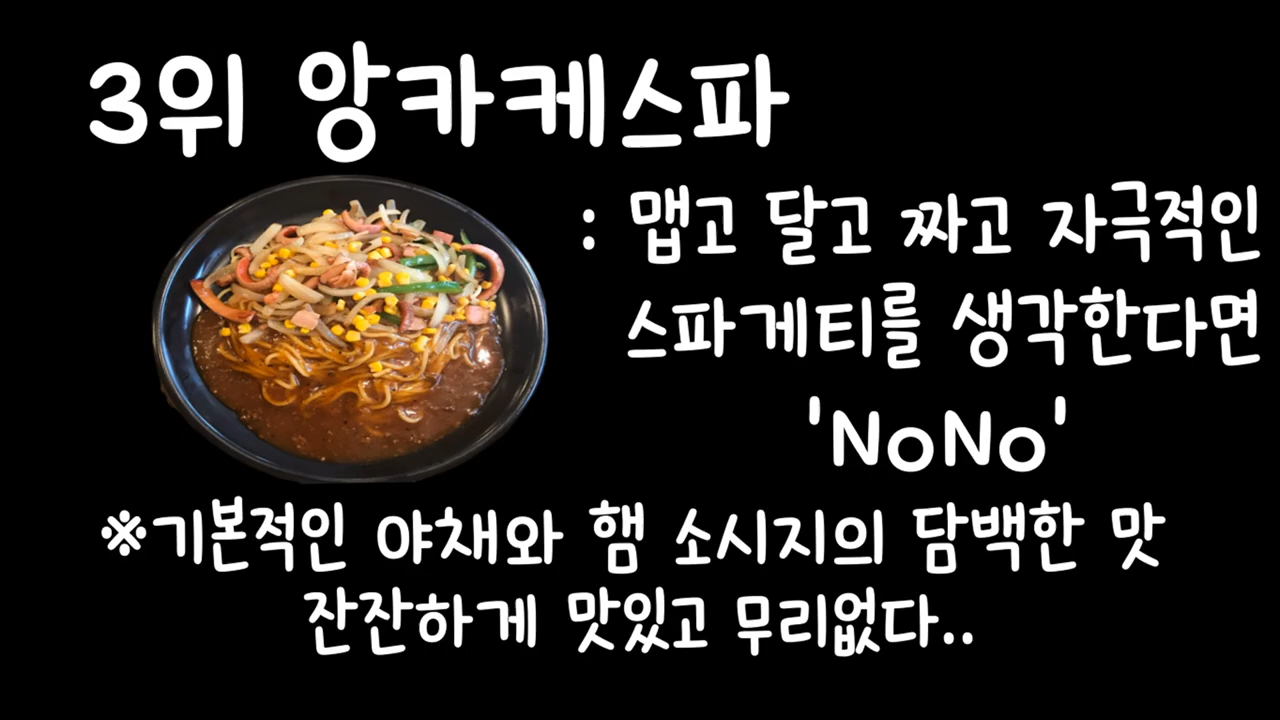 3위 앙카케스파
: 맵고 달고 짜고 자극적인
스파게티를 생각한다면
'NoNo'
※기본적인 야채와 햄 소시지의 담백한 맛
잔잔하게 맛있고 무리없다..